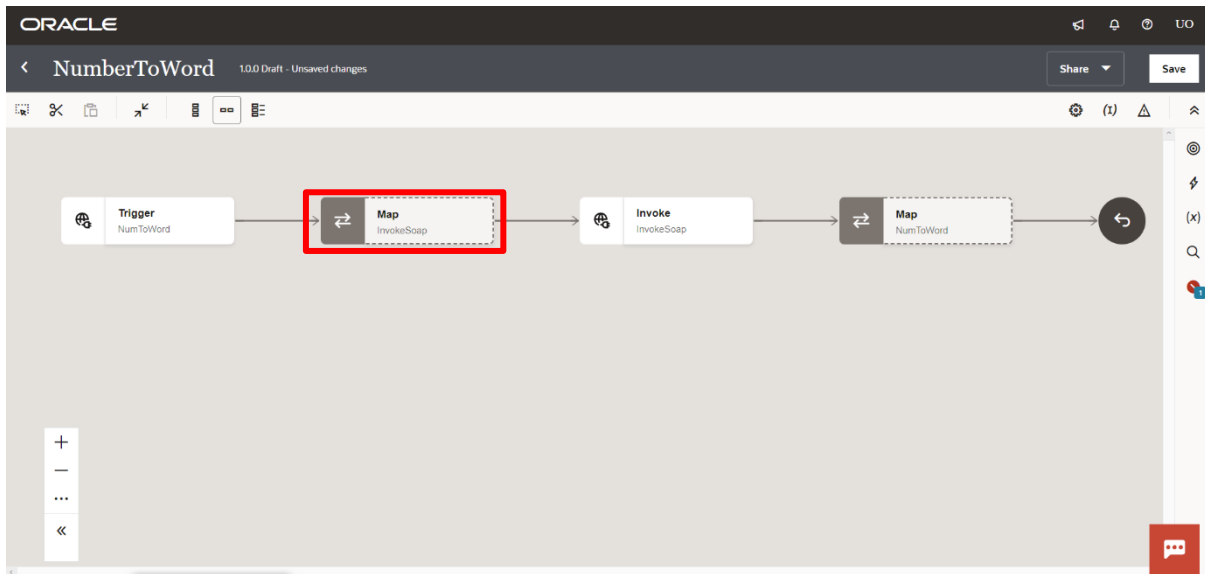 ORACLE
UO
NumberToWord
1.0.0 Draft - Unsaved changes
Share
Save
(I)
(x)
Trigger
NumToWord
Map
InvokeSoap
Invoke
InvokeSoap
Map
NumToWord
1